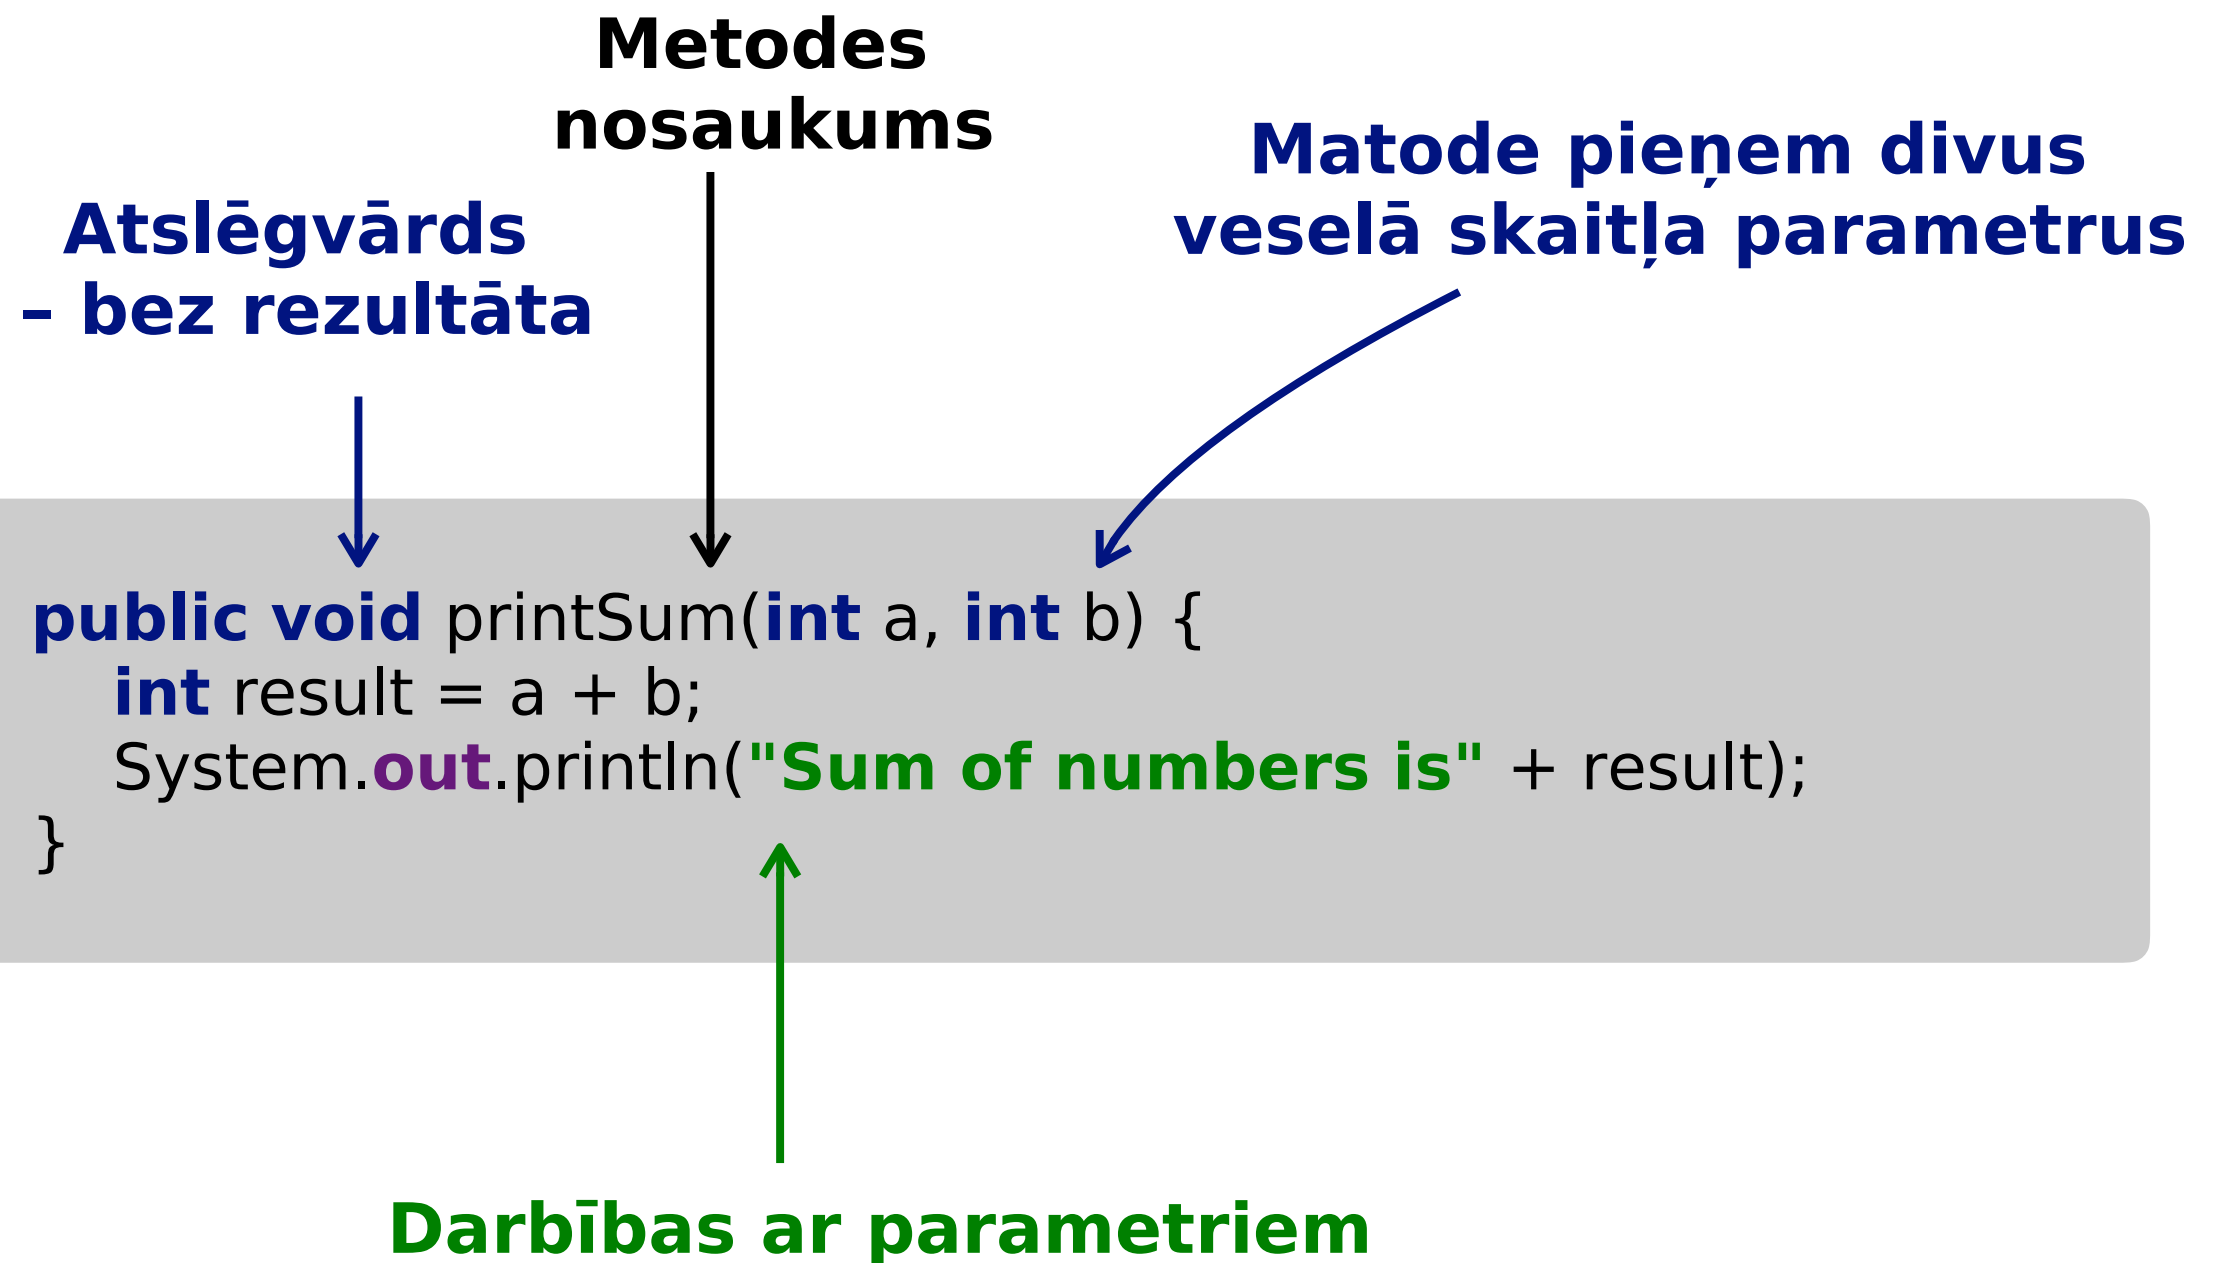 Metodes
nosaukums
Matode pieņem divus
veselā skaitļa parametrus
Atslēgvārds
– bez rezultāta
public void printSum(int a, int b) {
int result = a + b;
System.out.println("Sum of numbers is" + result);
}
Darbības ar parametriem